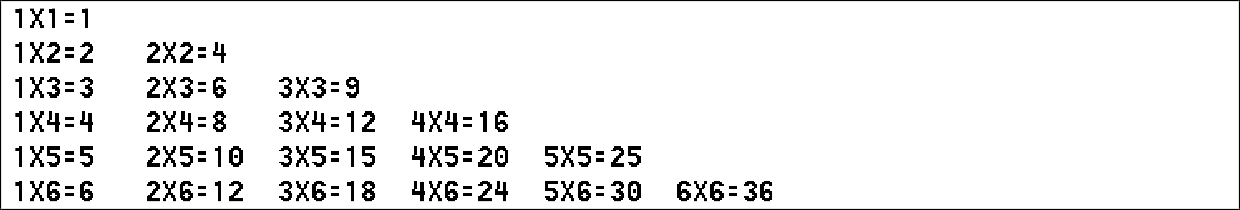 1X1=1
1X2=2 2X2=4
1X3=3 2X3=6 3X3=9
1X4=4 2X4=8 3X4=12 4X4=16
1X5=5 2X5=10 3X5=15 4X5=20 5X5=25
1X6=6 2X6=12 3X6=18 4X6=24 5X6=30 6X6=36